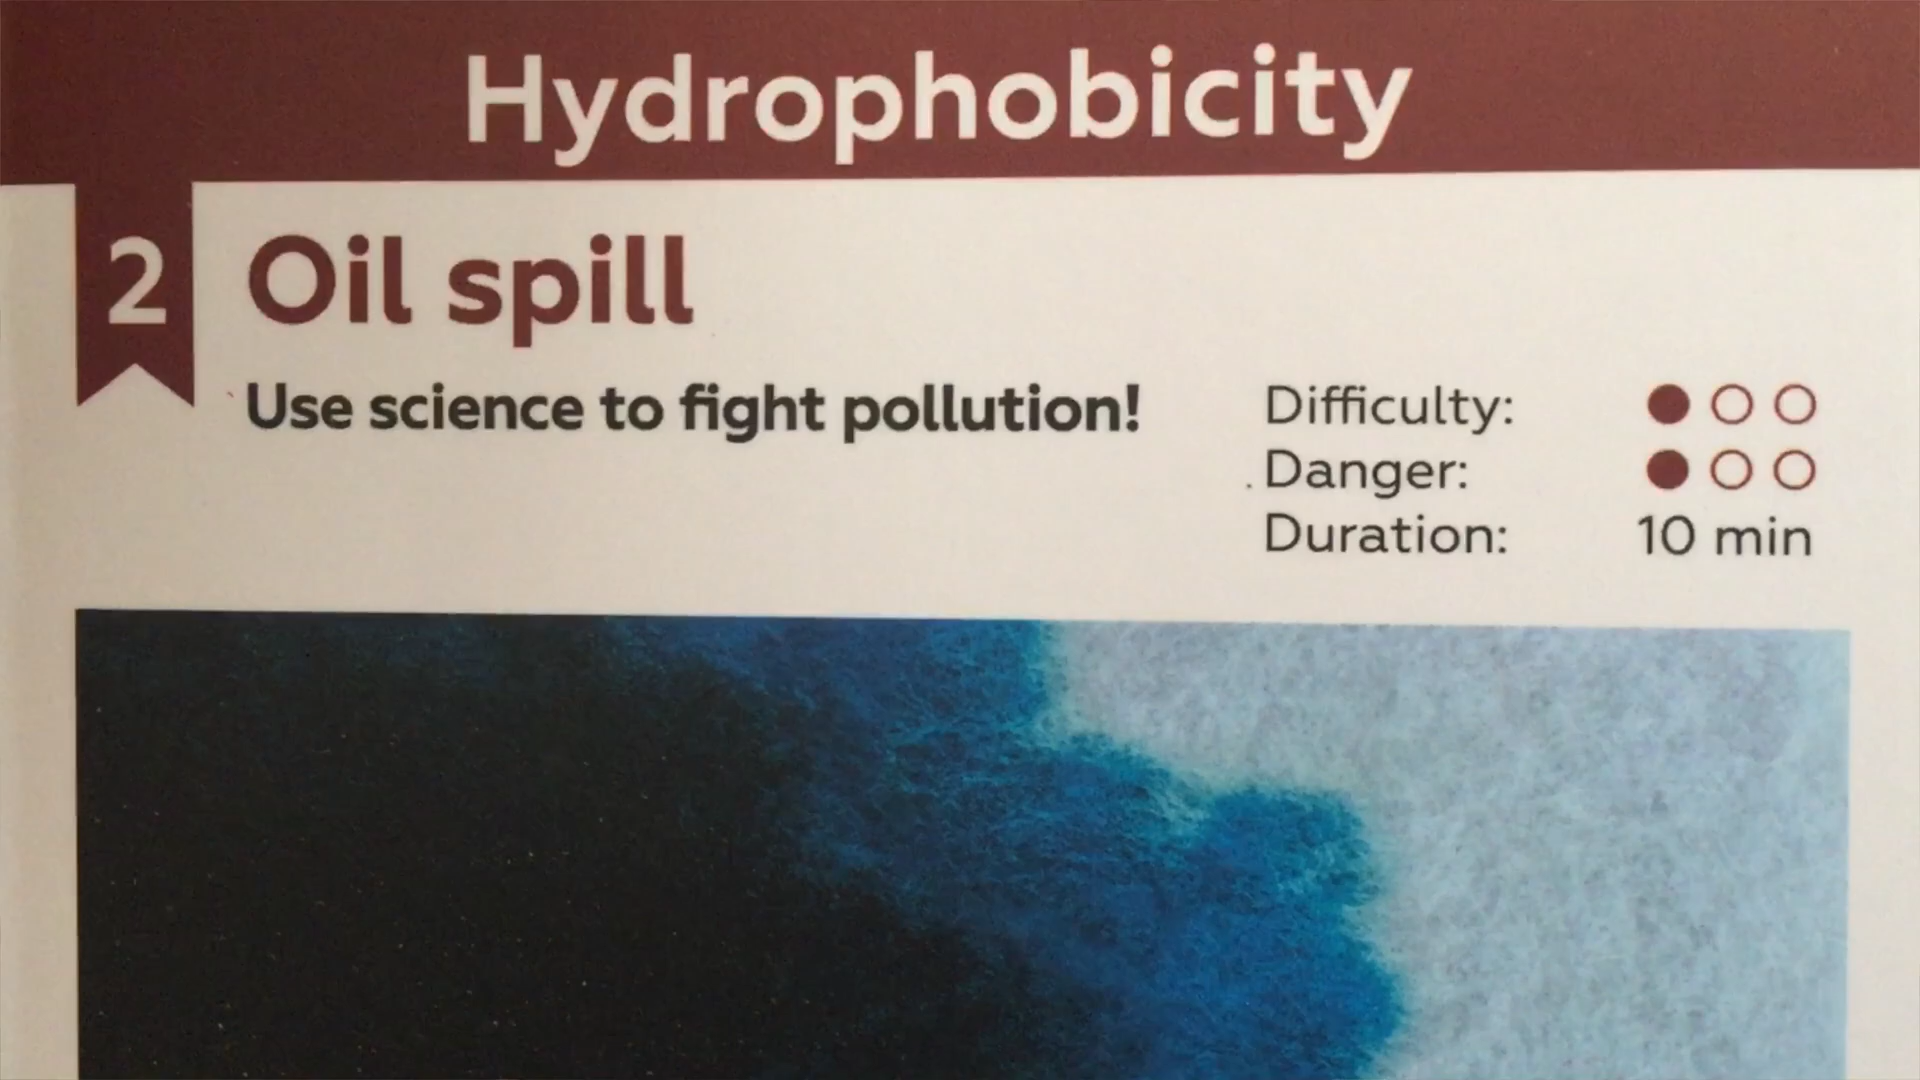 Hydrophobicity
2 Oil spill
Use science to fight pollution!
Difficulty:
Danger:
Duration: 10 min